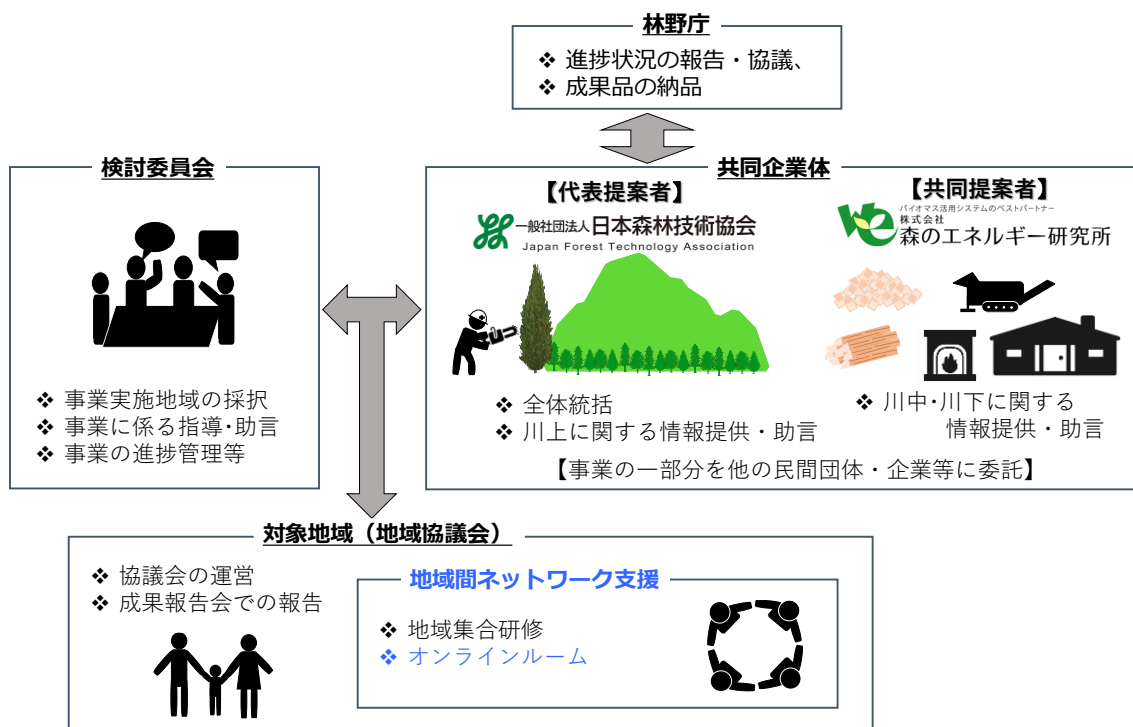 林野庁
❖ 進捗状況の報告・協議、
❖ 成果品の納品
検討委員会
❖ 事業実施地域の採択
❖ 事業に係る指導･助言
❖ 事業の進捗管理等
共同企業体
【代表提案者】
一般社団法人日本森林技術協会
Japan Forest Technology Association
❖ 全体統括
❖ 川上に関する情報提供・助言
【共同提案者】
バイオマス活用システムのベストパートナー
株式会社
森のエネルギー研究所
❖ 川中･川下に関する
情報提供・助言
【事業の一部分を他の民間団体・企業等に委託】
対象地域（地域協議会）
❖ 協議会の運営
❖ 成果報告会での報告
地域間ネットワーク支援
❖ 地域集合研修
❖ オンラインルーム